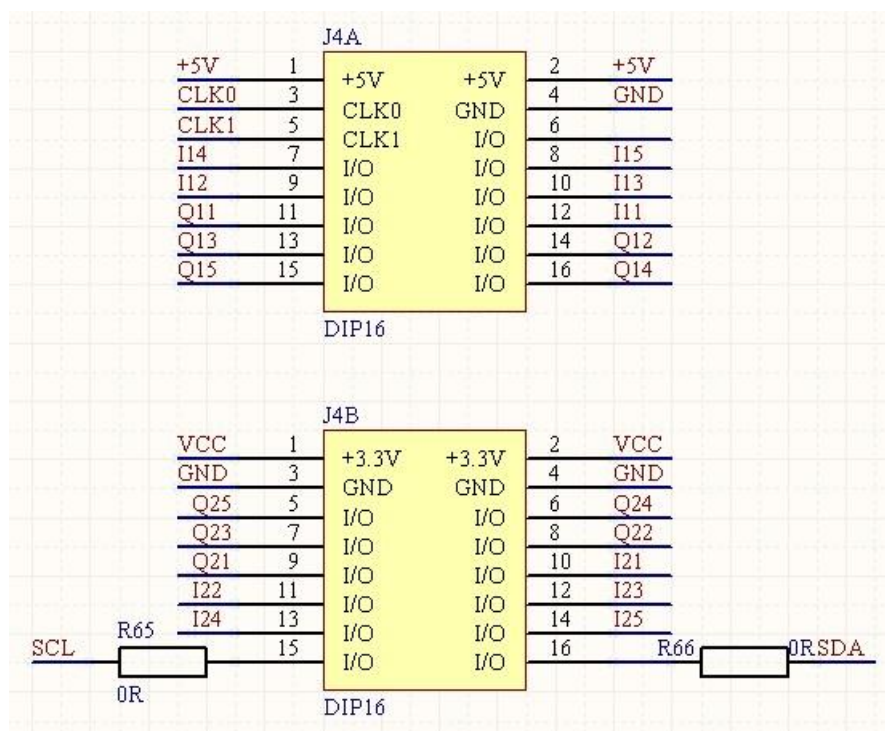 J4A
+5V 1 +5V +5V 2 +5V
CLK0 3 CLK0 GND 4 GND
CLK1 5 CLK1 I/O 6
I14 7 I/O I/O 8 I15
I12 9 I/O I/O 10 I13
Q11 11 I/O I/O 12 I11
Q13 13 I/O I/O 14 Q12
Q15 15 I/O I/O 16 Q14
DIP16
J4B
VCC 1 +3.3V +3.3V 2 VCC
GND 3 GND GND 4 GND
Q25 5 I/O I/O 6 Q24
Q23 7 I/O I/O 8 Q22
Q21 9 I/O I/O 10 I21
I22 11 I/O I/O 12 I23
I24 13 I/O I/O 14 I25
R65
SCL 15 I/O I/O 16 R66 0R SDA
0R
DIP16